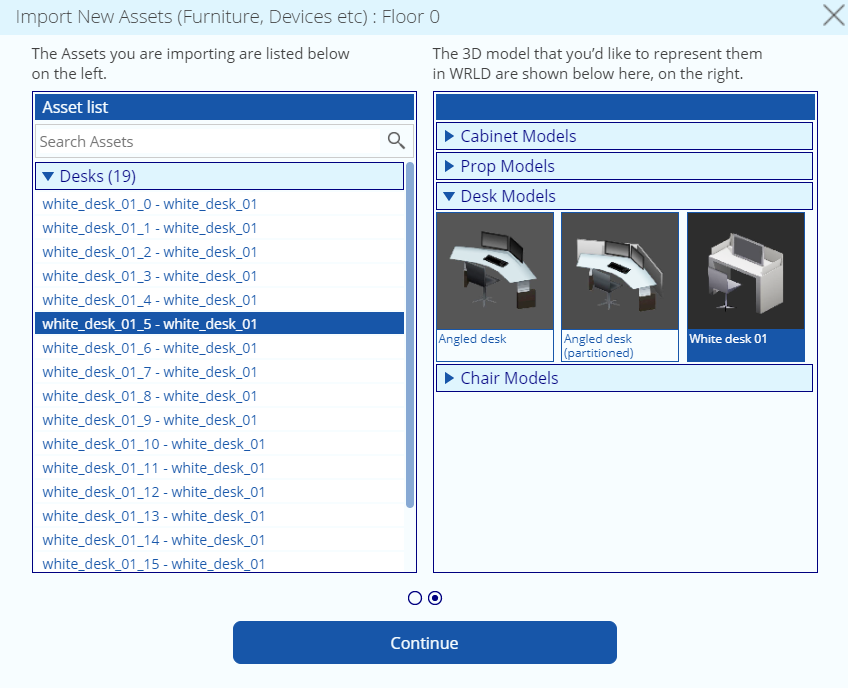 Import New Assets (Furniture, Devices etc) : Floor 0
The Assets you are importing are listed below
on the left.
The 3D model that you’d like to represent them
in WRLD are shown below here, on the right.
Asset list
Search Assets
Desks (19)
white_desk_01_0 - white_desk_01
white_desk_01_1 - white_desk_01
white_desk_01_2 - white_desk_01
white_desk_01_3 - white_desk_01
white_desk_01_4 - white_desk_01
white_desk_01_5 - white_desk_01
white_desk_01_6 - white_desk_01
white_desk_01_7 - white_desk_01
white_desk_01_8 - white_desk_01
white_desk_01_9 - white_desk_01
white_desk_01_10 - white_desk_01
white_desk_01_11 - white_desk_01
white_desk_01_12 - white_desk_01
white_desk_01_13 - white_desk_01
white_desk_01_14 - white_desk_01
white_desk_01_15 - white_desk_01
Cabinet Models
Prop Models
Desk Models
Angled desk
Angled desk
(partitioned)
White desk 01
Chair Models
Continue